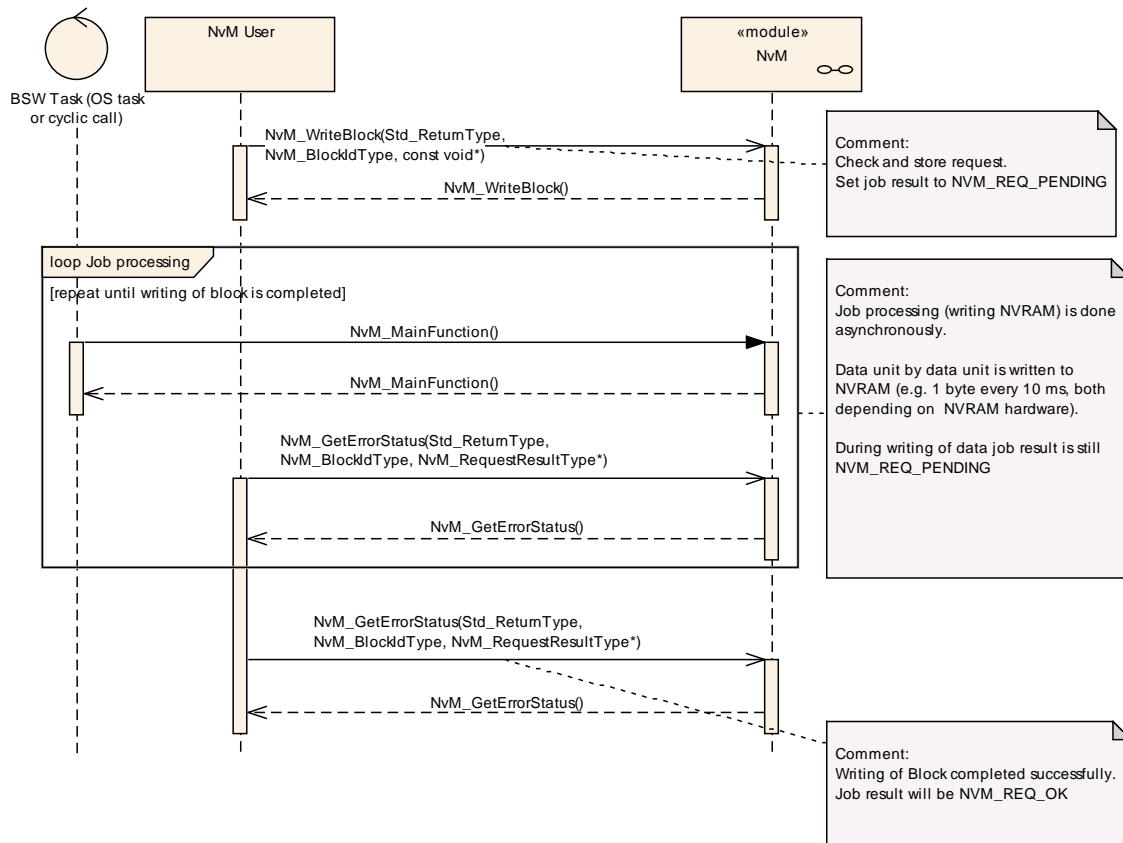 NvM User
«module»
NvM
BSW Task (OS task
or cyclic call)
NvM_WriteBlock(Std_ReturnType,
NvM_BlockIdType, const void*)
Comment:
Check and store request.
Set job result to NVM_REQ_PENDING
NvM_WriteBlock()
loop Job processing
[repeat until writing of block is completed]
Comment:
Job processing (writing NVRAM) is done
asynchronously.
Data unit by data unit is written to
NVRAM (e.g. 1 byte every 10 ms, both
depending on NVRAM hardware).
During writing of data job result is still
NVM_REQ_PENDING
NvM_MainFunction()
NvM_MainFunction()
NvM_GetErrorStatus(Std_ReturnType,
NvM_BlockIdType, NvM_RequestResultType*)
NvM_GetErrorStatus()
NvM_GetErrorStatus(Std_ReturnType,
NvM_BlockIdType, NvM_RequestResultType*)
NvM_GetErrorStatus()
Comment:
Writing of Block completed successfully.
Job result will be NVM_REQ_OK